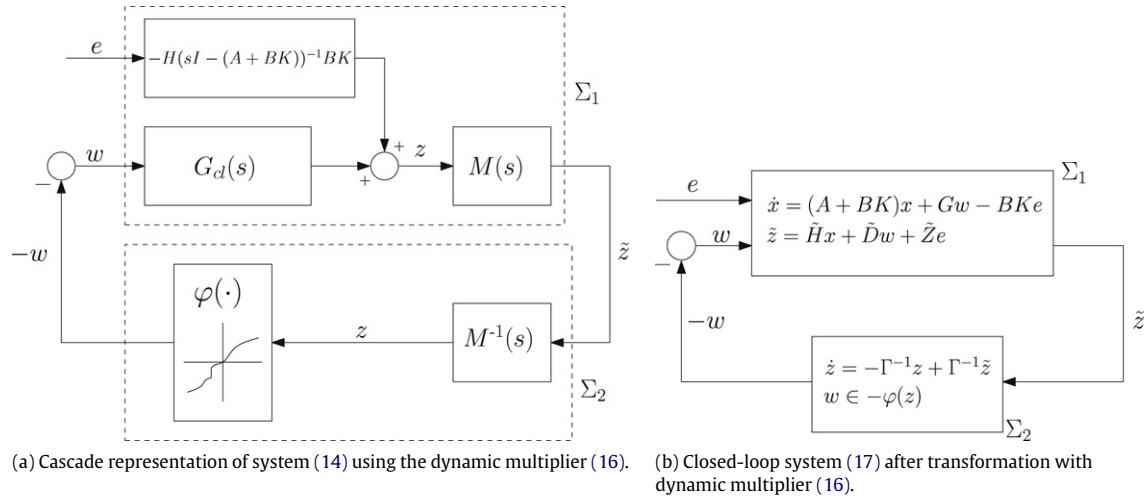 e
−H(sI − (A + BK))⁻¹BK
Σ₁
w
G_cl(s)
+
+
z
M(s)
−
−w
z̃
φ(·)
z
M⁻¹(s)
Σ₂
(a) Cascade representation of system (14) using the dynamic multiplier (16).
Σ₁
e
ẋ = (A + BK)x + Gw − BKe
z̃ = H̃x + D̃w + Z̃e
w
−
−w
z̃
ż = −Γ⁻¹z + Γ⁻¹z̃
w ∈ −φ(z)
Σ₂
(b) Closed-loop system (17) after transformation with
dynamic multiplier (16).